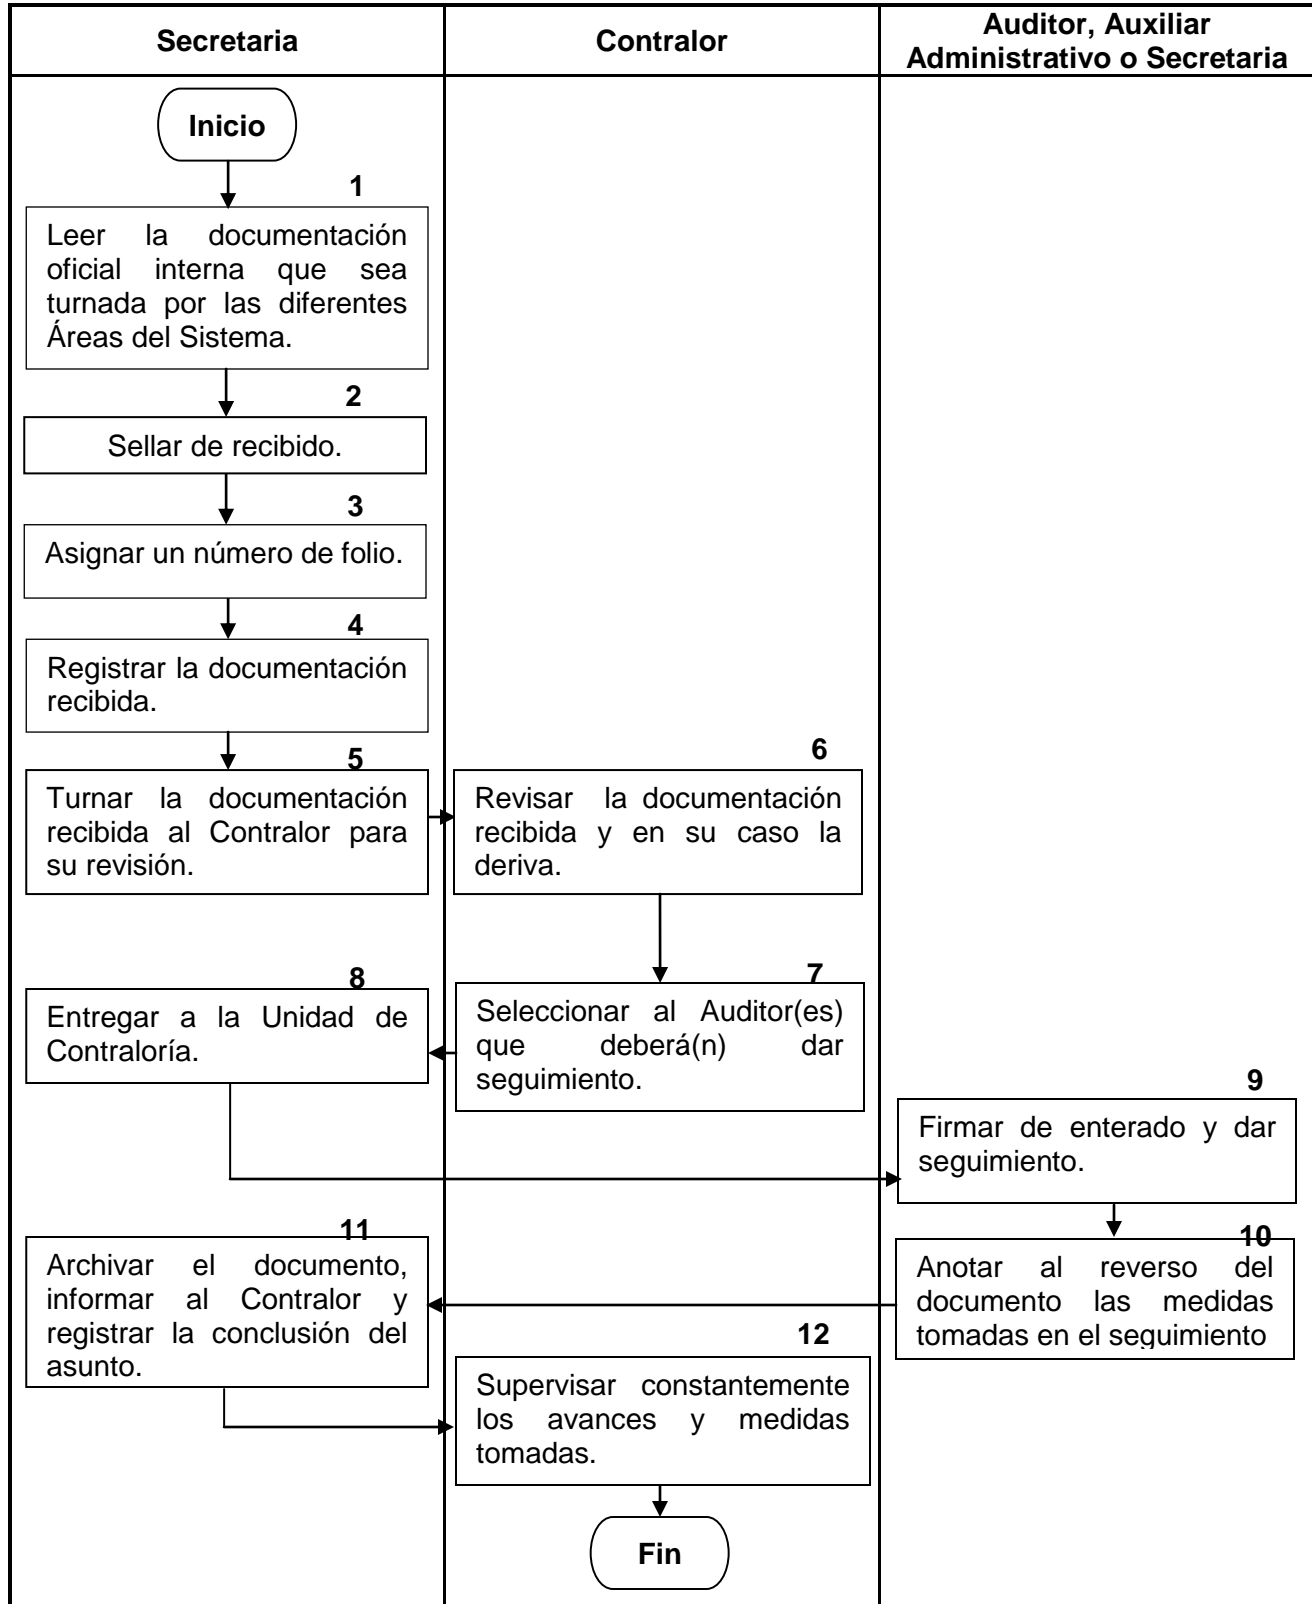 Secretaria
Contralor
Auditor, Auxiliar
Administrativo o Secretaria
Inicio
1
Leer la documentación
oficial interna que sea
turnada por las diferentes
Áreas del Sistema.
2
Sellar de recibido.
3
Asignar un número de folio.
4
Registrar la documentación
recibida.
5
Turnar la documentación
recibida al Contralor para
su revisión.
6
Revisar la documentación
recibida y en su caso la
deriva.
7
Seleccionar al Auditor(es)
que deberá(n) dar
seguimiento.
8
Entregar a la Unidad de
Contraloría.
9
Firmar de enterado y dar
seguimiento.
10
Anotar al reverso del
documento las medidas
tomadas en el seguimiento
11
Archivar el documento,
informar al Contralor y
registrar la conclusión del
asunto.
12
Supervisar constantemente
los avances y medidas
tomadas.
Fin